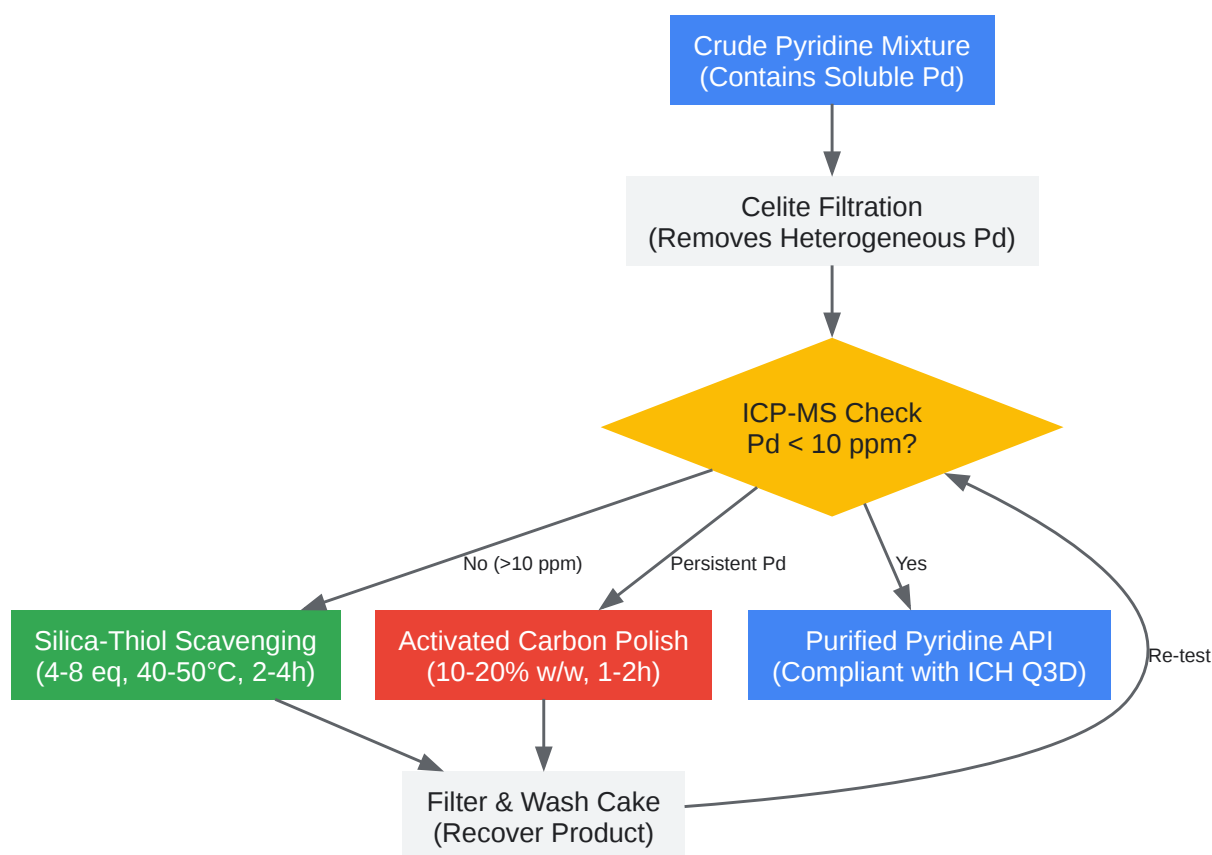 Crude Pyridine Mixture
(Contains Soluble Pd)
Celite Filtration
(Removes Heterogeneous Pd)
ICP-MS Check
Pd < 10 ppm?
No (>10 ppm)
Persistent Pd
Yes
Silica-Thiol Scavenging
(4-8 eq, 40-50°C, 2-4h)
Activated Carbon Polish
(10-20% w/w, 1-2h)
Purified Pyridine API
(Compliant with ICH Q3D)
Re-test
Filter & Wash Cake
(Recover Product)